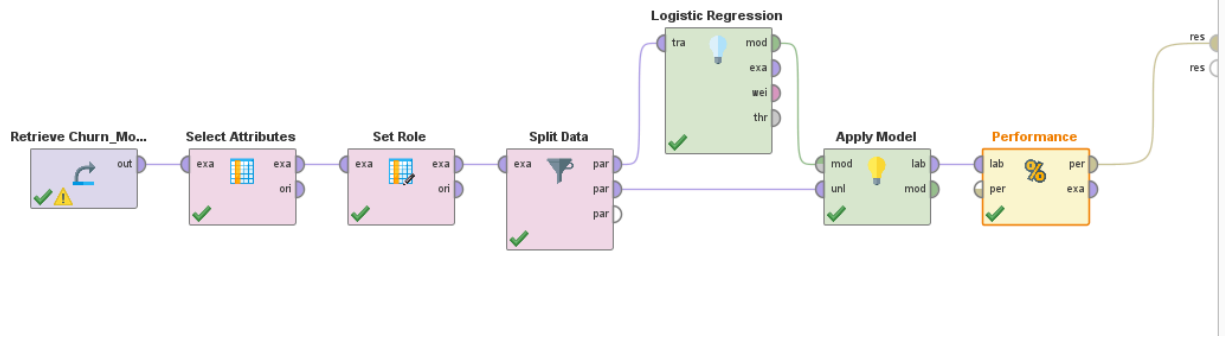 Logistic Regression
tra mod
exa
wei
thr
res
res
Retrieve Churn_Mo...
out
Select Attributes
exa exa
ori
Set Role
exa exa
ori
Split Data
exa par
par
par
Apply Model
mod lab
unl mod
Performance
lab per
per exa
%